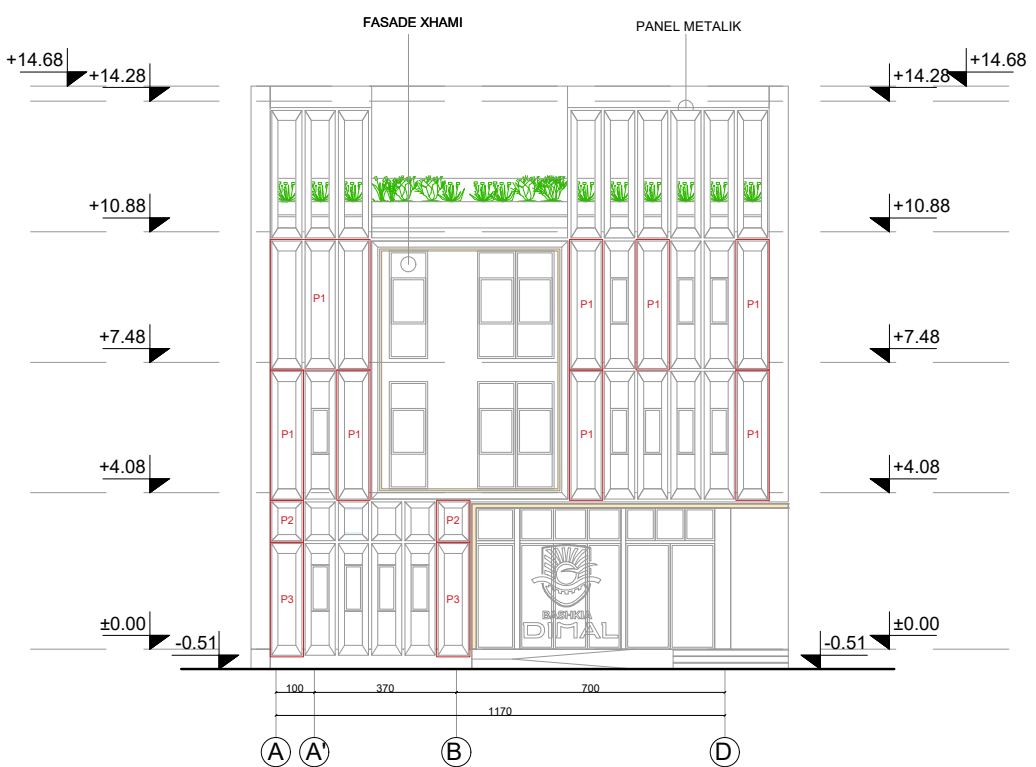 FASADE XHAMI
PANEL METALIK
+14.68
+14.68
+14.28
+14.28
+10.88
+10.88
P1
P1
P1
P1
+7.48
+7.48
P1
P1
P1
P1
+4.08
+4.08
P2
P2
P3
P3
BASHKIA
DIMAL
±0.00
±0.00
-0.51
-0.51
100
370
700
1170
A
A'
B
D